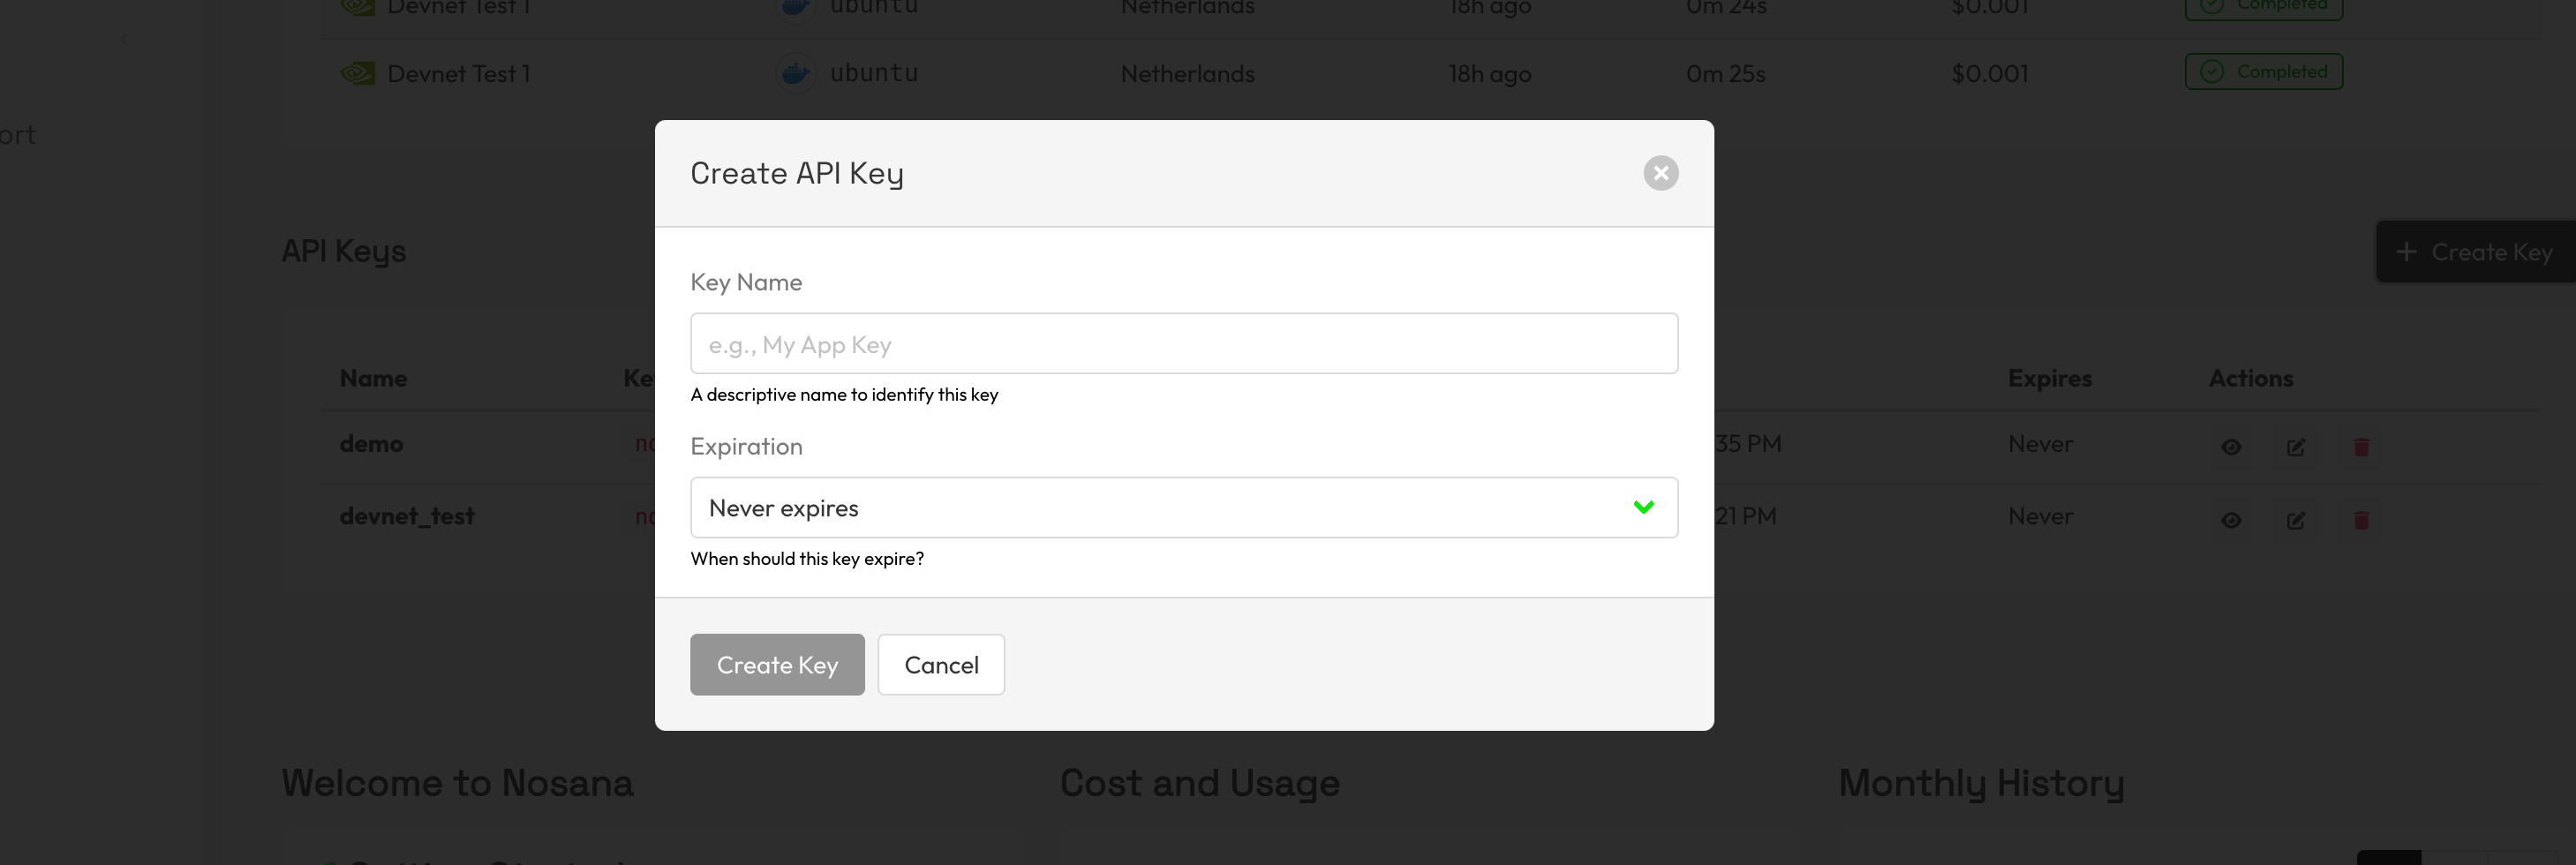 Devnet Test 1 ubuntu Netherlands 18h ago 0m 24s $0.001 Completed
Devnet Test 1 ubuntu Netherlands 18h ago 0m 25s $0.001 Completed
ort
Create API Key
API Keys
+ Create Key
Key Name
e.g., My App Key
A descriptive name to identify this key
Name Key Expires Actions
Expiration
demo no 35 PM Never
Never expires
devnet_test no 21 PM Never
When should this key expire?
Create Key Cancel
Welcome to Nosana Cost and Usage Monthly History